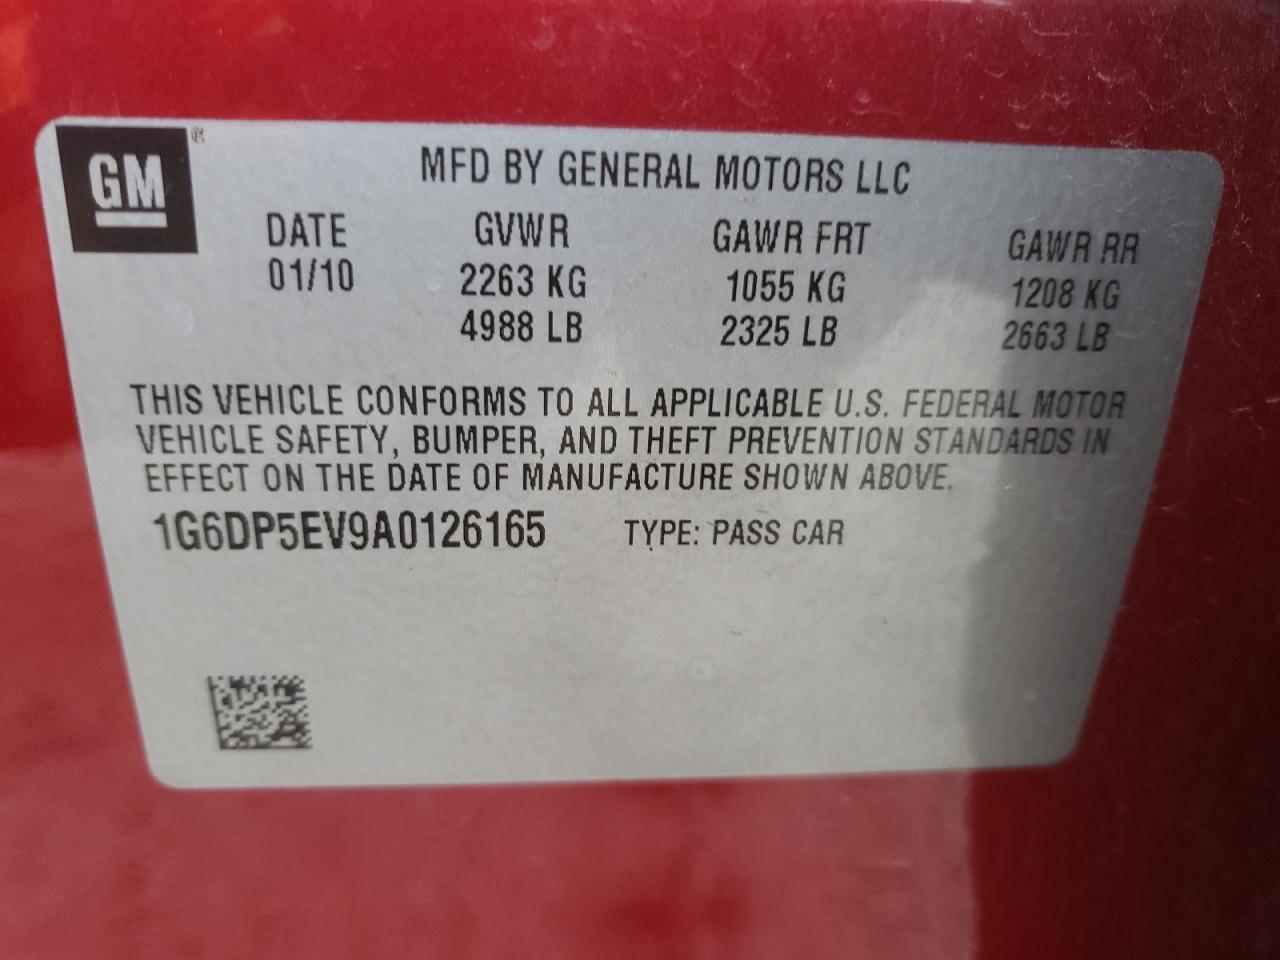 GM®
MFD BY GENERAL MOTORS LLC
DATE GVWR GAWR FRT GAWR RR
01/10 2263 KG 1055 KG 1208 KG
4988 LB 2325 LB 2663 LB
THIS VEHICLE CONFORMS TO ALL APPLICABLE U.S. FEDERAL MOTOR
VEHICLE SAFETY, BUMPER, AND THEFT PREVENTION STANDARDS IN
EFFECT ON THE DATE OF MANUFACTURE SHOWN ABOVE.
1G6DP5EV9A0126165 TYPE: PASS CAR